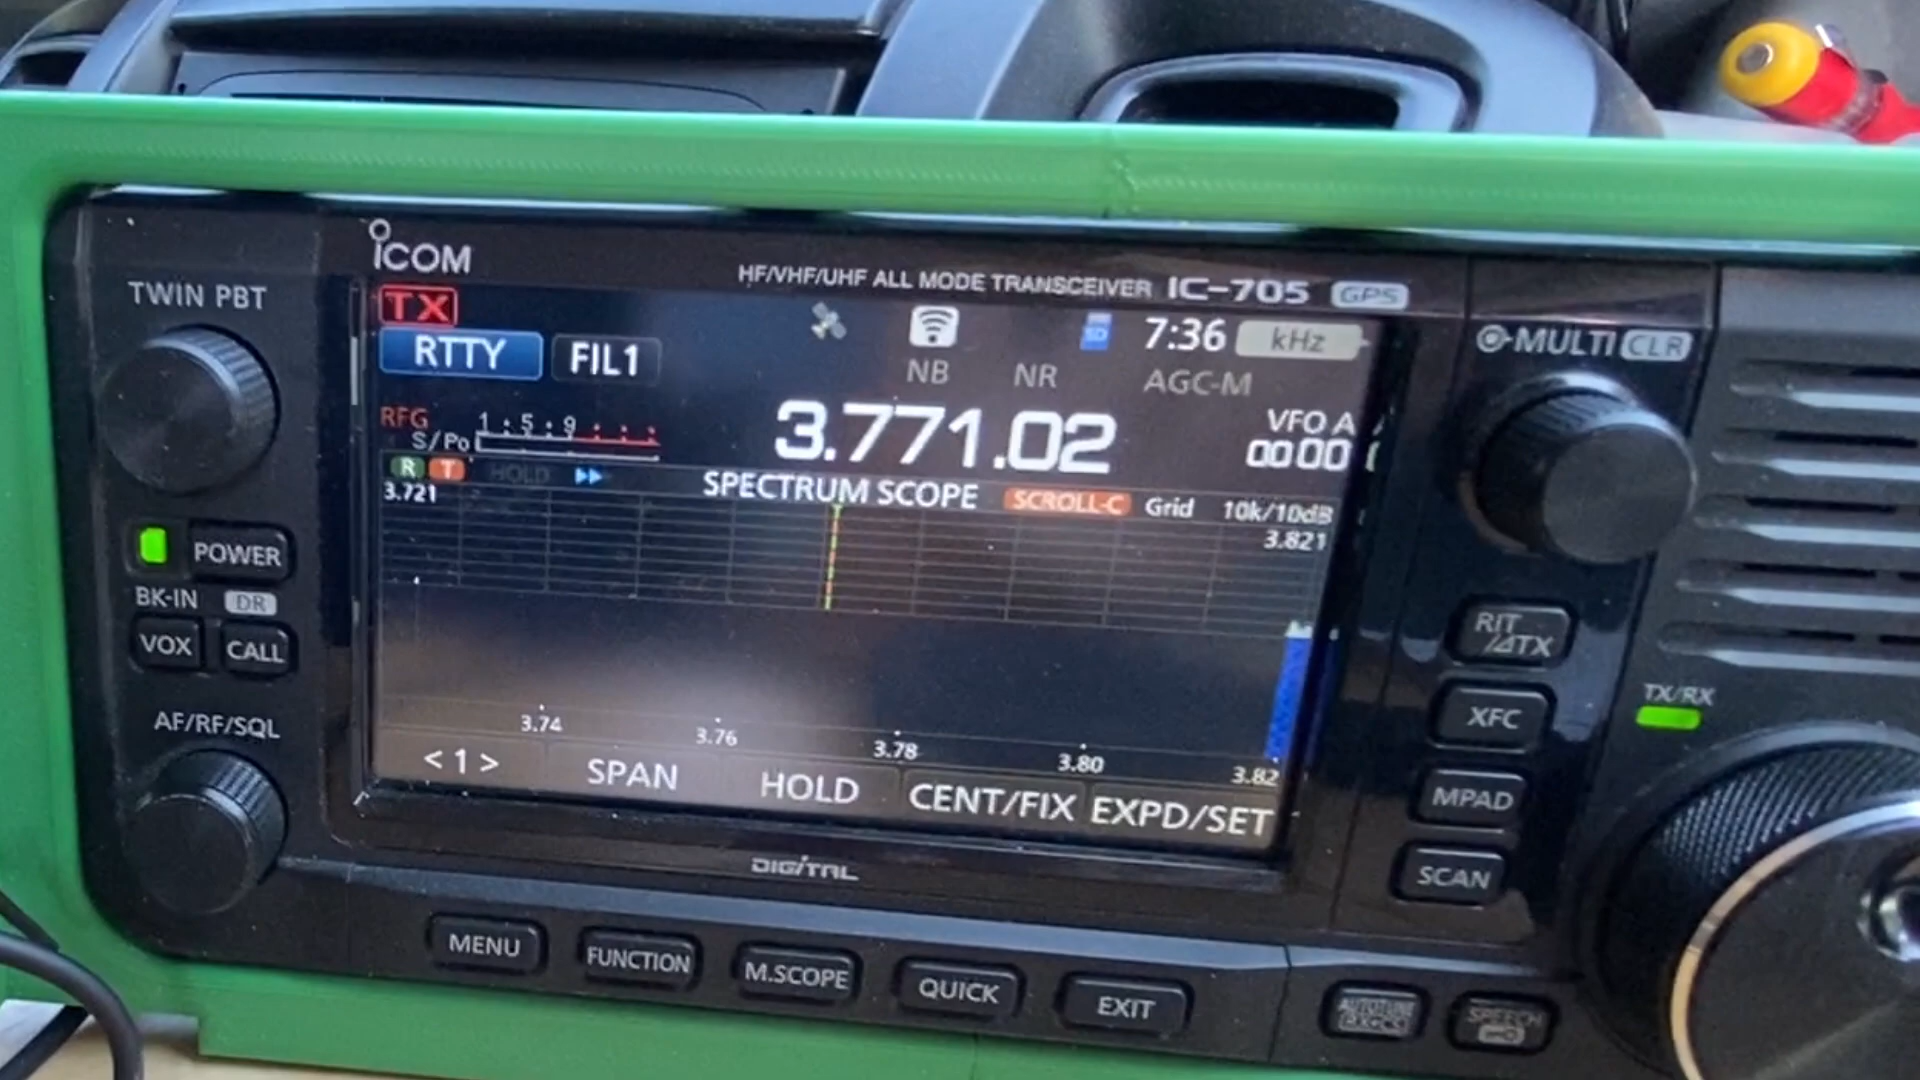 ICOM
HF/VHF/UHF ALL MODE TRANSCEIVER IC-705 GPS
TWIN PBT
TX
RTTY FIL1
7:36 kHz
NB NR AGC-M
MULTI CLR
RFG
S/Po 1 5 9
3.771.02
VFO A
00 00
R T HOLD
3.721
SPECTRUM SCOPE SCROLL-C Grid 10k/10dB
3.821
POWER
BK-IN DR
VOX CALL
AF/RF/SQL
3.74 3.76 3.78 3.80 3.82
< 1 > SPAN HOLD CENT/FIX EXPD/SET
RIT
/⊿TX
XFC
TX/RX
MPAD
SCAN
DIGITAL
MENU FUNCTION M.SCOPE QUICK EXIT
AUTOTUNE
SPEECH